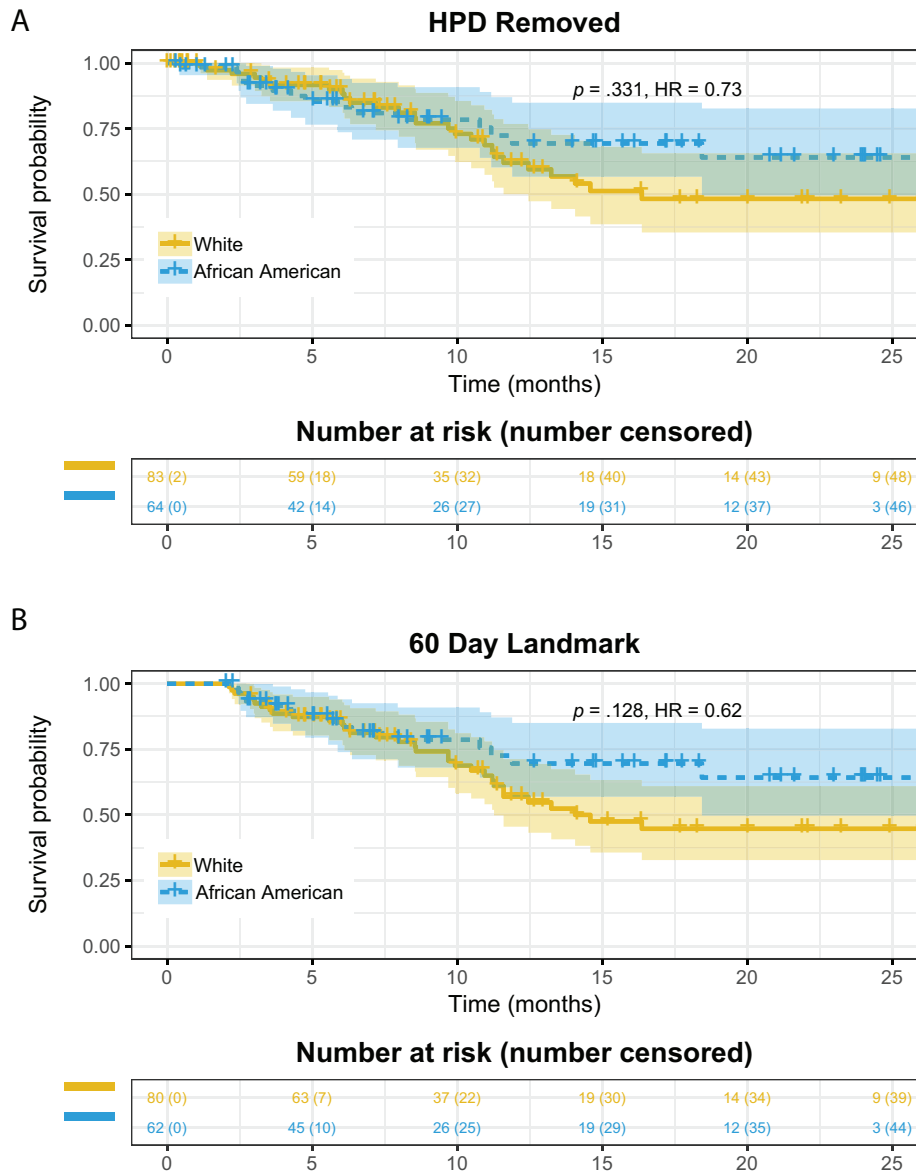 A
HPD Removed
1.00
0.75
0.50
0.25
0.00
Survival probability
p = .331, HR = 0.73
White
African American
0 5 10 15 20 25
Time (months)
Number at risk (number censored)
83 (2) 59 (18) 35 (32) 18 (40) 14 (43) 9 (48)
64 (0) 42 (14) 26 (27) 19 (31) 12 (37) 3 (46)
0 5 10 15 20 25
B
60 Day Landmark
1.00
0.75
0.50
0.25
0.00
Survival probability
p = .128, HR = 0.62
White
African American
0 5 10 15 20 25
Time (months)
Number at risk (number censored)
80 (0) 63 (7) 37 (22) 19 (30) 14 (34) 9 (39)
62 (0) 45 (10) 26 (25) 19 (29) 12 (35) 3 (44)
0 5 10 15 20 25